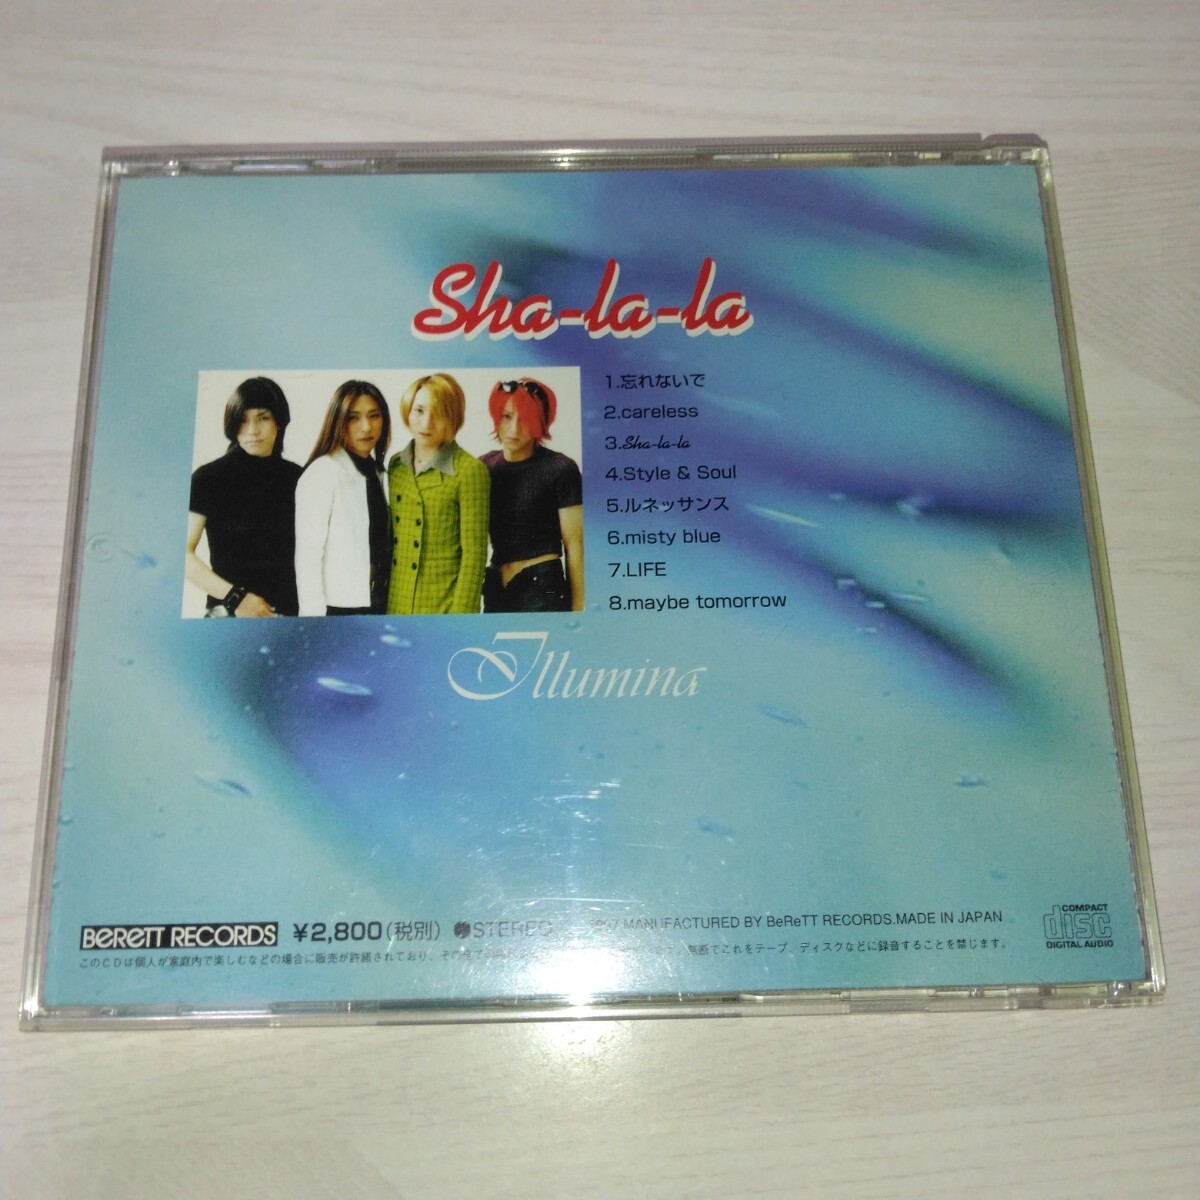 Sha-la-la
1.忘れないで
2.careless
3.Sha-la-la
4.Style & Soul
5.ルネッサンス
6.misty blue
7.LIFE
8.maybe tomorrow
Illumina
BeReTT RECORDS ¥2,800(税別) STEREO MANUFACTURED BY BeReTT RECORDS.MADE IN JAPAN
COMPACT
disc
DIGITAL AUDIO
このCDは個人が家庭内で楽しむなどの場合に販売が許諾されており、その全ての 無断でこれをテープ、ディスクなどに録音することを禁じます。